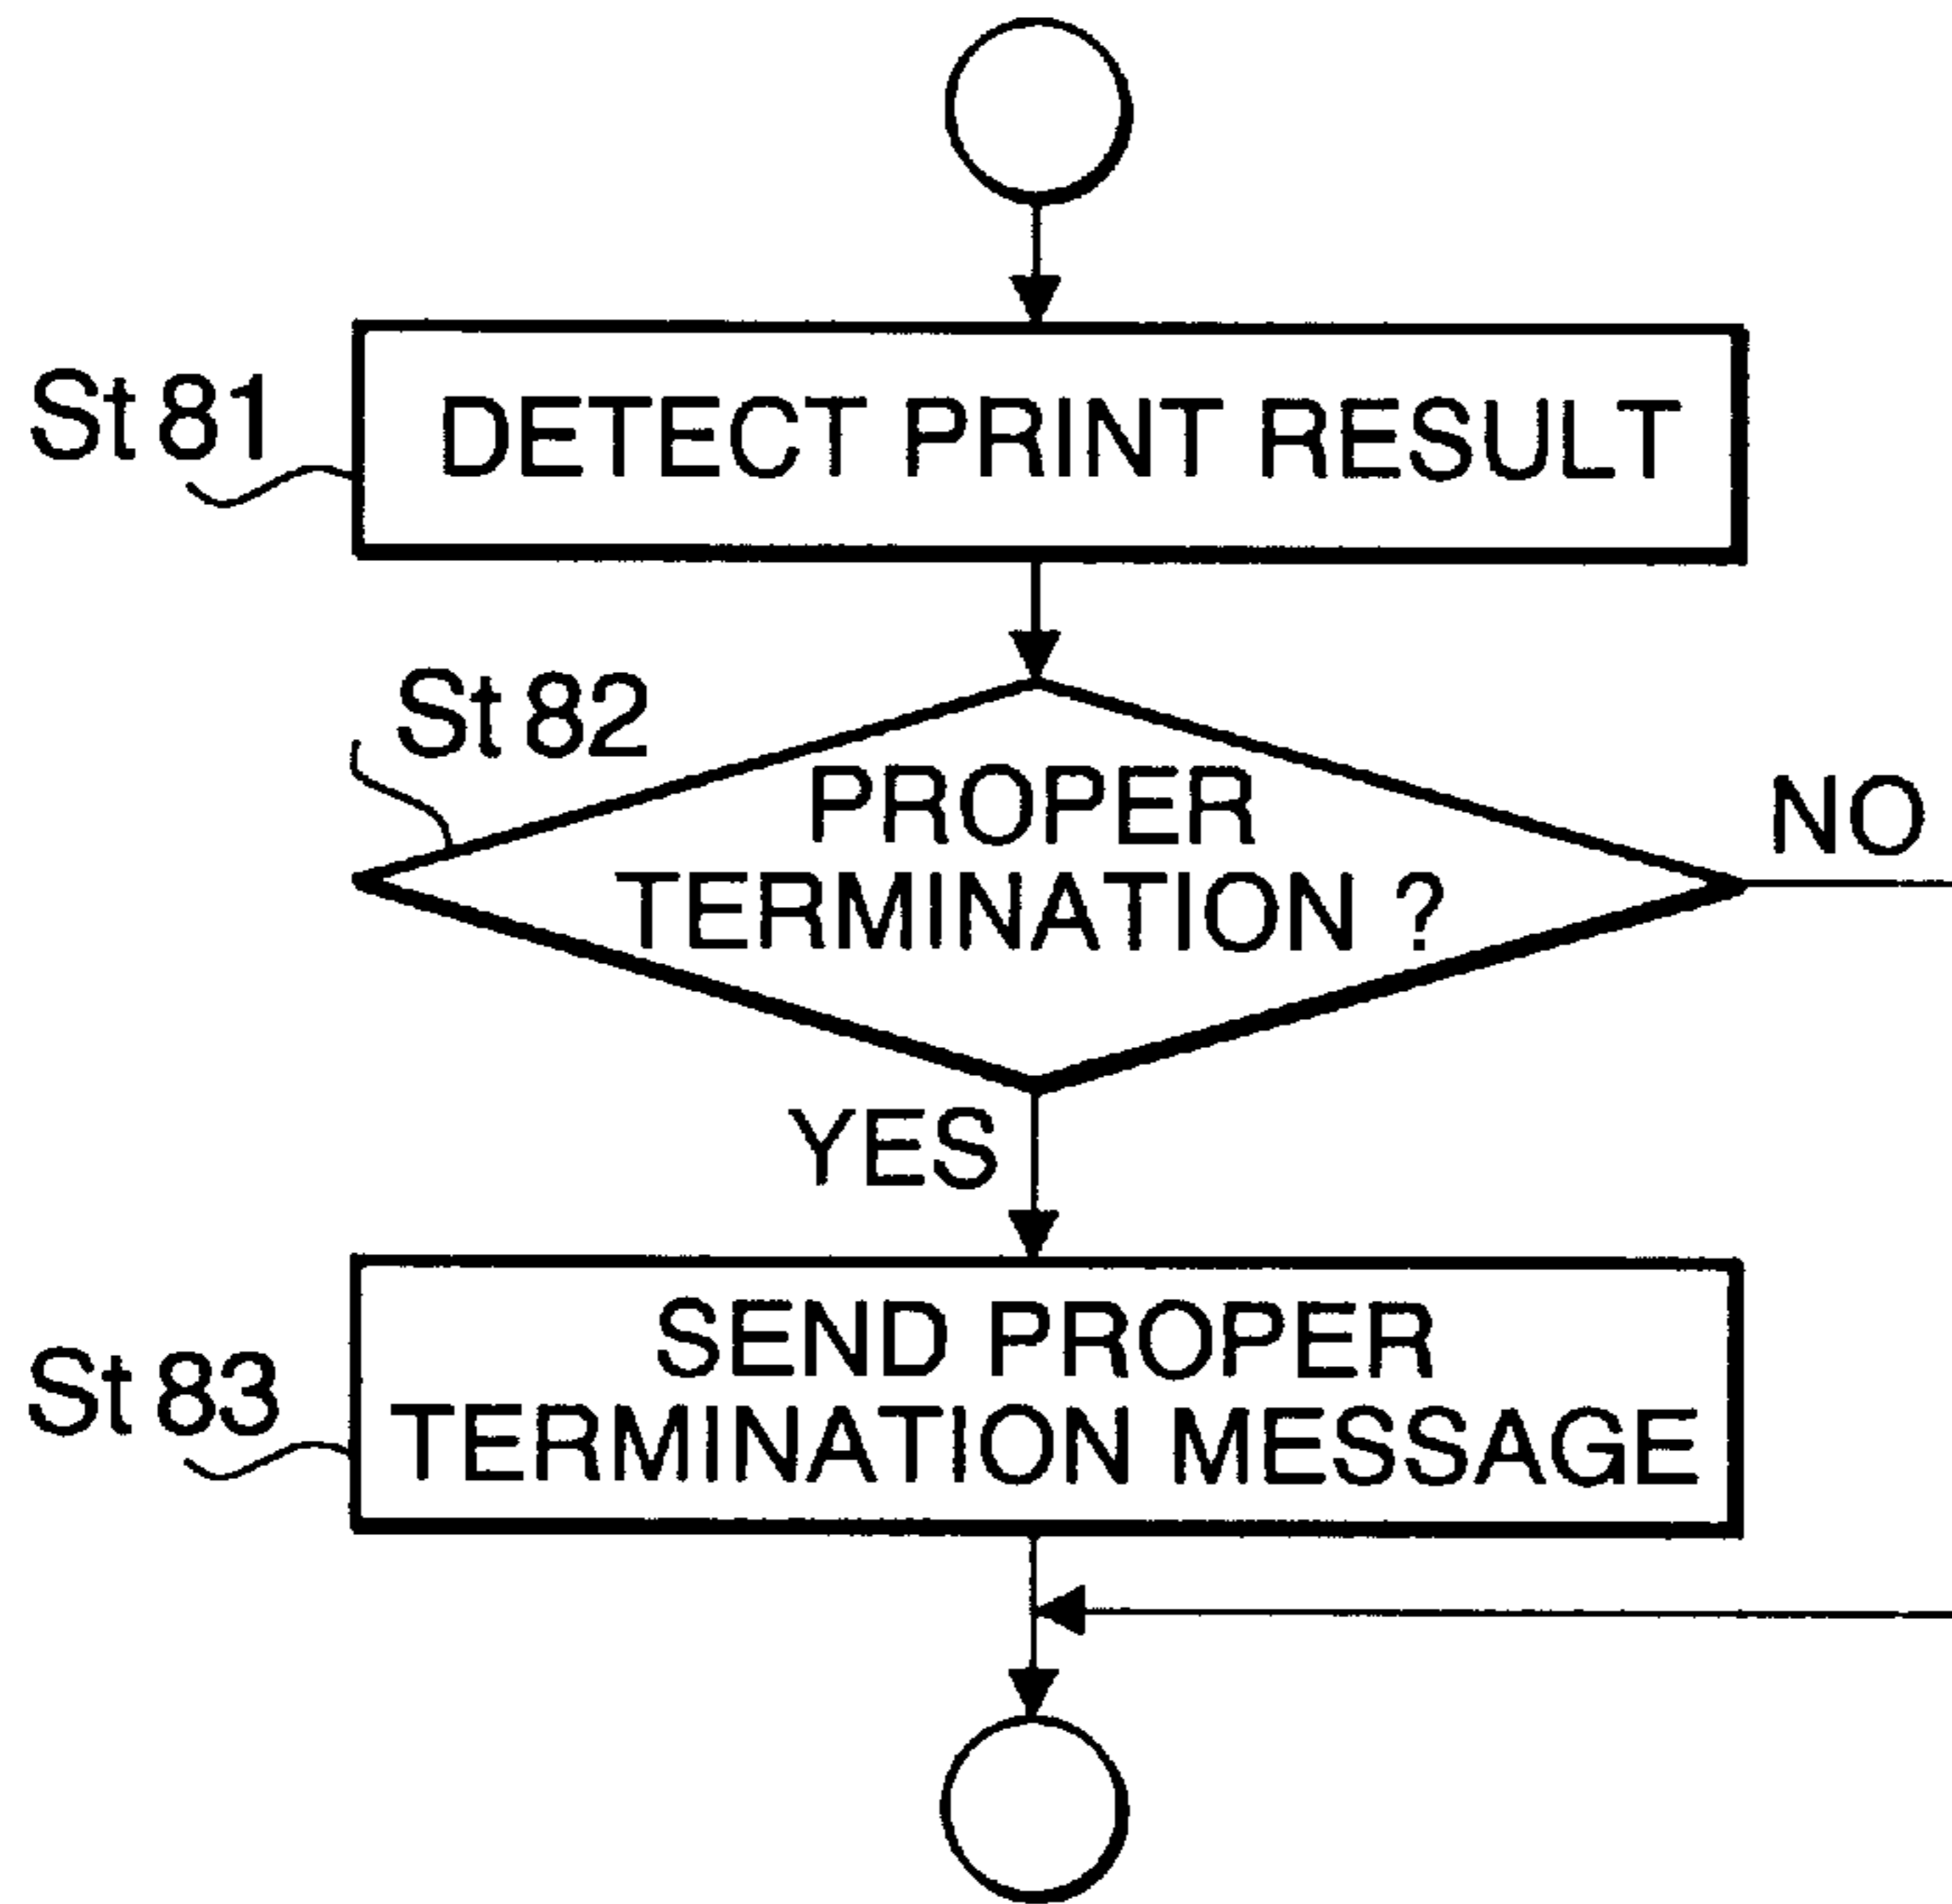 St 81
DETECT PRINT RESULT
St 82
PROPER
TERMINATION ?
NO
YES
St 83
SEND PROPER
TERMINATION MESSAGE